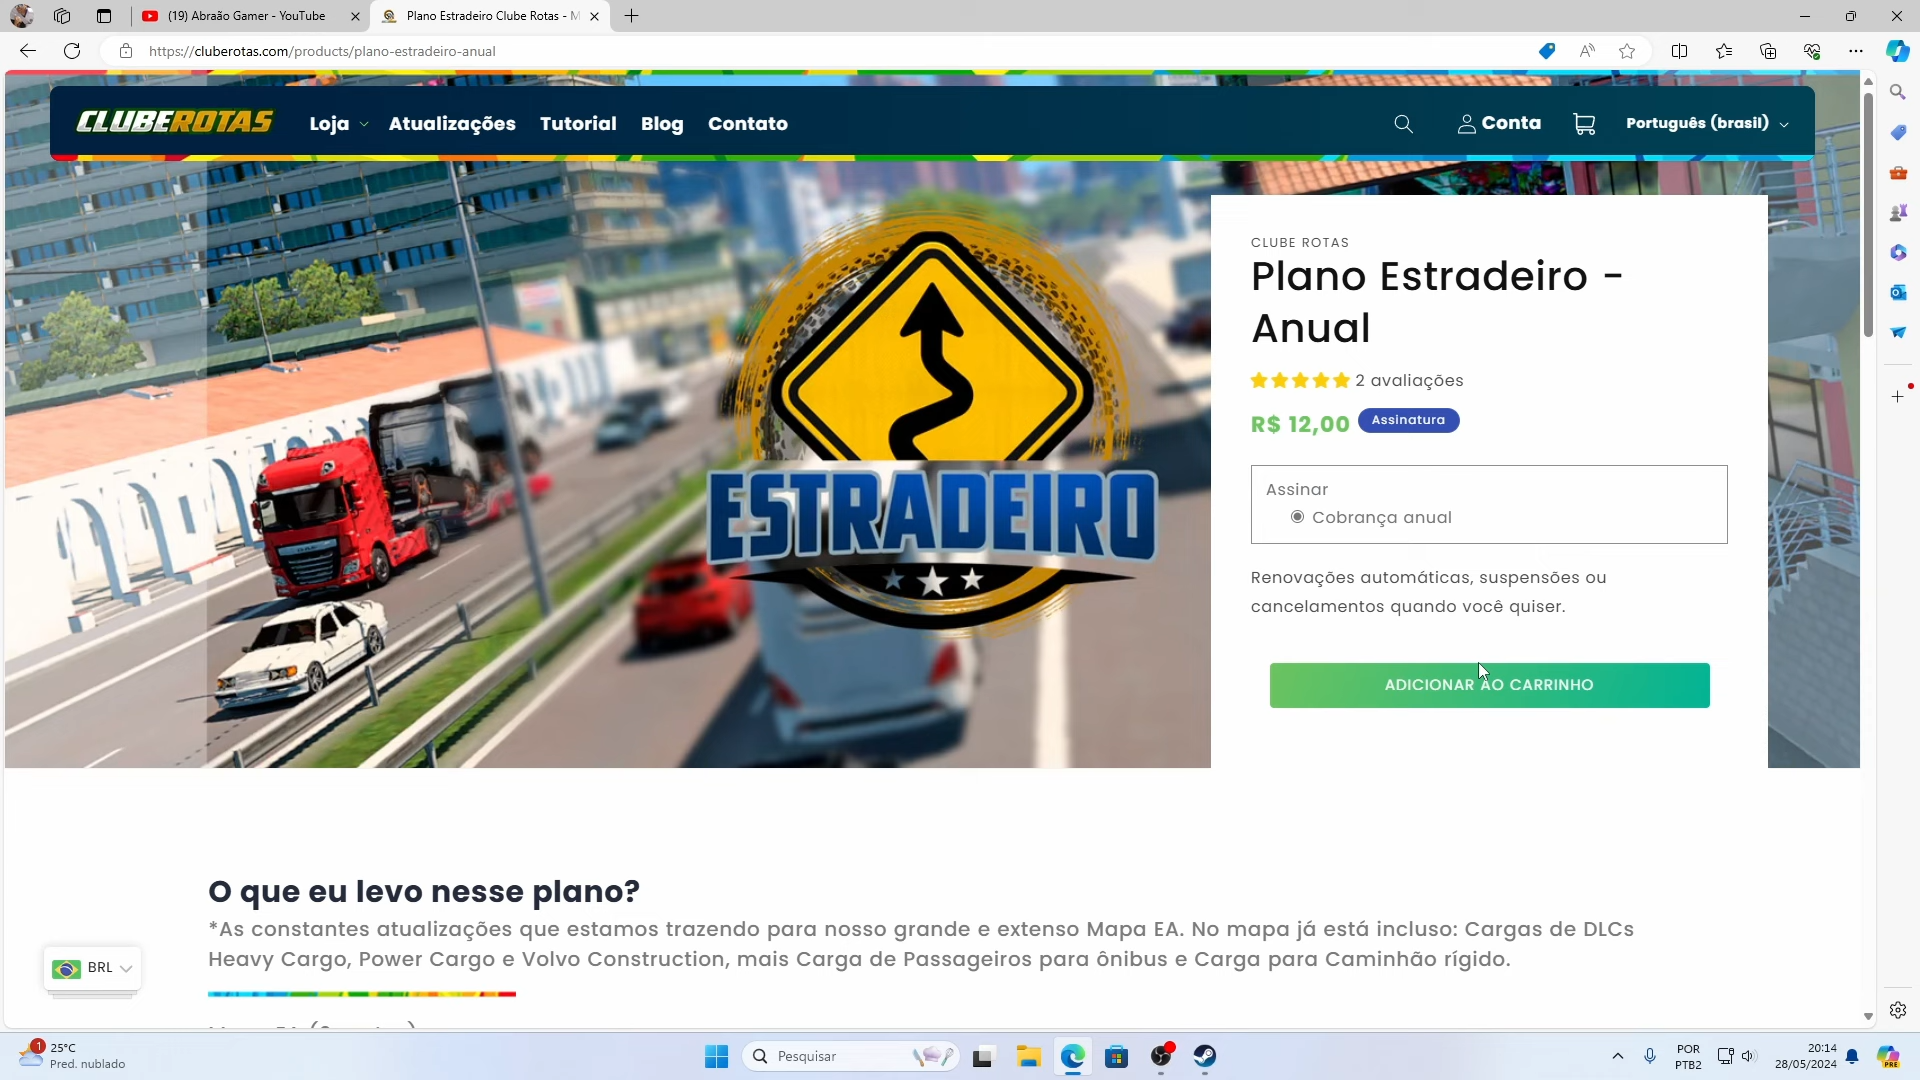 (19) Abraão Gamer - YouTube
Plano Estradeiro Clube Rotas - M
https://cluberotas.com/products/plano-estradeiro-anual
CLUBEROTAS
Loja
Atualizações
Tutorial
Blog
Contato
Conta
Português (brasil)
ESTRADEIRO
CLUBE ROTAS
Plano Estradeiro -
Anual
2 avaliações
R$ 12,00 Assinatura
Assinar
Cobrança anual
Renovações automáticas, suspensões ou
cancelamentos quando você quiser.
ADICIONAR AO CARRINHO
O que eu levo nesse plano?
*As constantes atualizações que estamos trazendo para nosso grande e extenso Mapa EA. No mapa já está incluso: Cargas de DLCs
Heavy Cargo, Power Cargo e Volvo Construction, mais Carga de Passageiros para ônibus e Carga para Caminhão rígido.
BRL
1
25°C
Pred. nublado
Pesquisar
POR
PTB2
20:14
28/05/2024
PRE